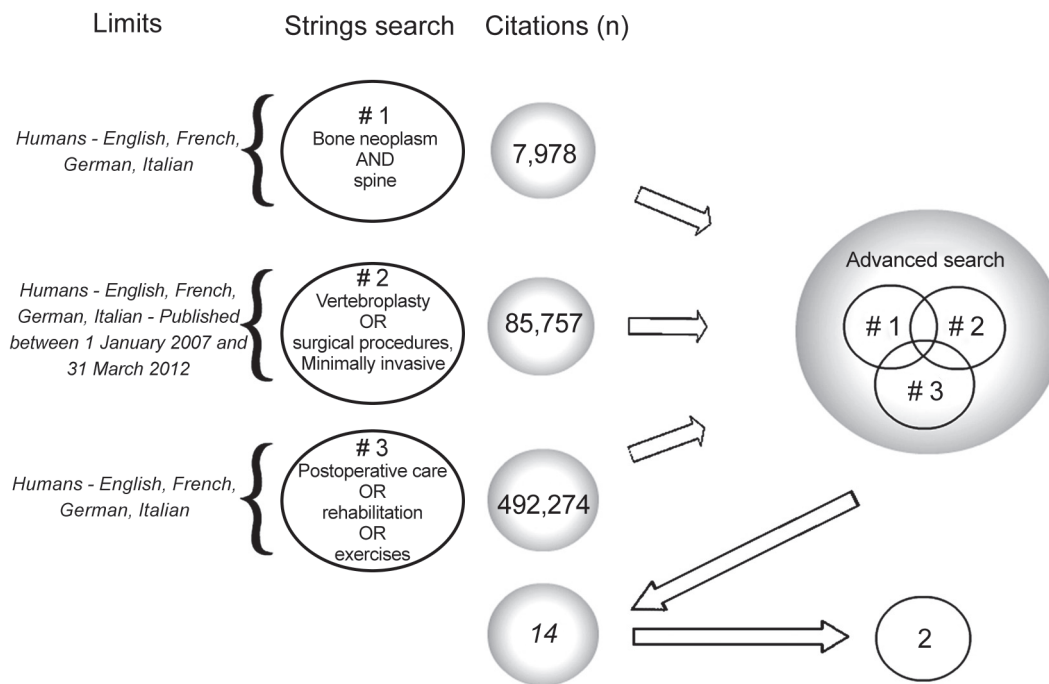 Limits
Strings search
Citations (n)
Humans - English, French,
German, Italian
# 1
Bone neoplasm
AND
spine
7,978
Humans - English, French,
German, Italian - Published
between 1 January 2007 and
31 March 2012
# 2
Vertebroplasty
OR
surgical procedures,
Minimally invasive
85,757
Humans - English, French,
German, Italian
# 3
Postoperative care
OR
rehabilitation
OR
exercises
492,274
Advanced search
# 1
# 2
# 3
14
2